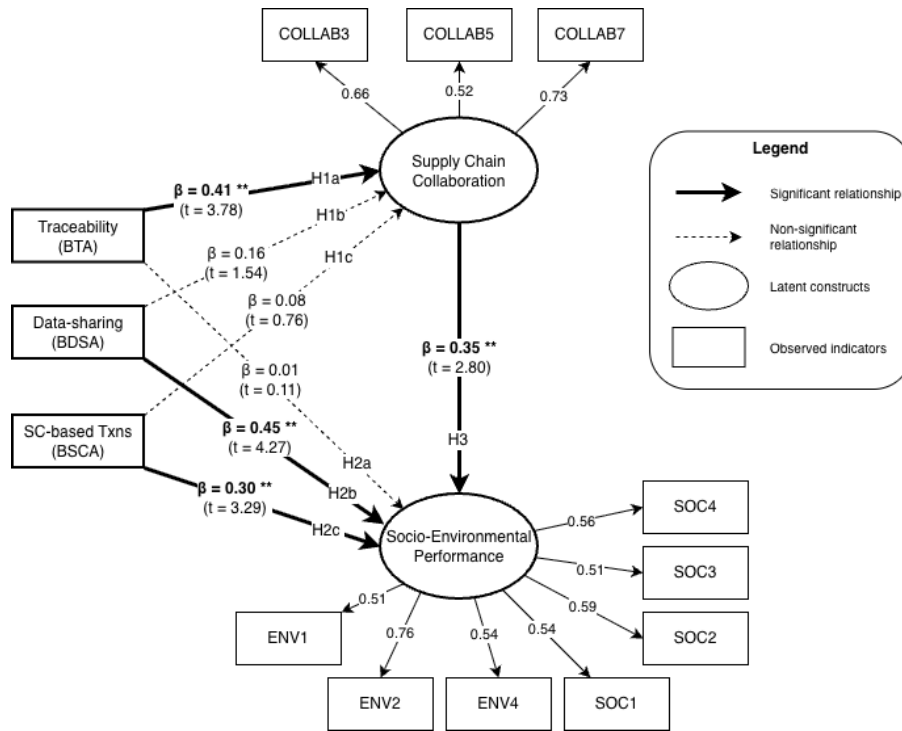 COLLAB3
COLLAB5
COLLAB7
0.66
0.52
0.73
Supply Chain
Collaboration
Legend
Significant relationship
Non-significant
relationship
Latent constructs
Observed indicators
β = 0.41 **
(t = 3.78)
H1a
Traceability
(BTA)
H1b
β = 0.16
(t = 1.54)
H1c
β = 0.08
(t = 0.76)
Data-sharing
(BDSA)
β = 0.35 **
(t = 2.80)
β = 0.01
(t = 0.11)
SC-based Txns
(BSCA)
β = 0.45 **
(t = 4.27)
H3
H2a
β = 0.30 **
(t = 3.29)
H2b
H2c
Socio-Environmental
Performance
0.56
SOC4
0.51
SOC3
0.59
SOC2
0.51
ENV1
0.76
0.54
0.54
ENV2
ENV4
SOC1